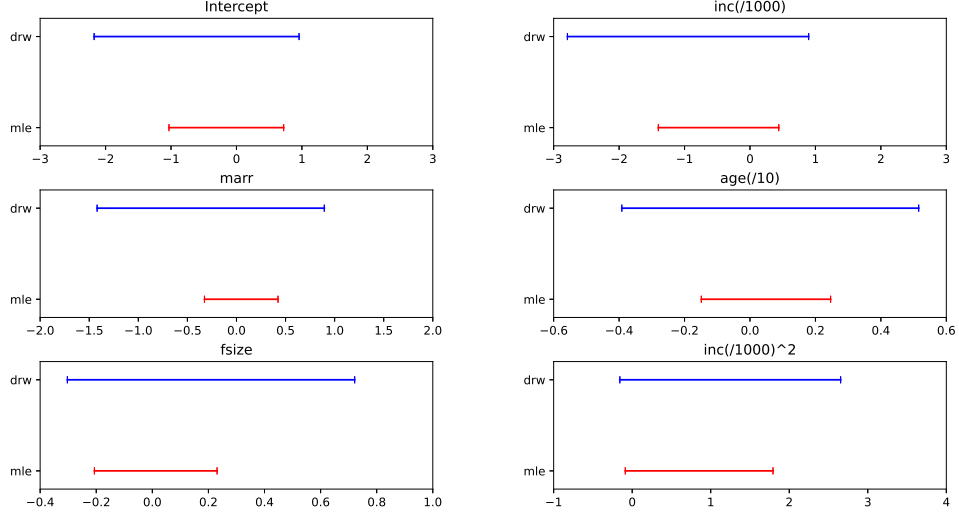 Intercept
drw
mle
−3 −2 −1 0 1 2 3
inc(/1000)
drw
mle
−3 −2 −1 0 1 2 3
marr
drw
mle
−2.0 −1.5 −1.0 −0.5 0.0 0.5 1.0 1.5 2.0
age(/10)
drw
mle
−0.6 −0.4 −0.2 0.0 0.2 0.4 0.6
fsize
drw
mle
−0.4 −0.2 0.0 0.2 0.4 0.6 0.8 1.0
inc(/1000)^2
drw
mle
−1 0 1 2 3 4